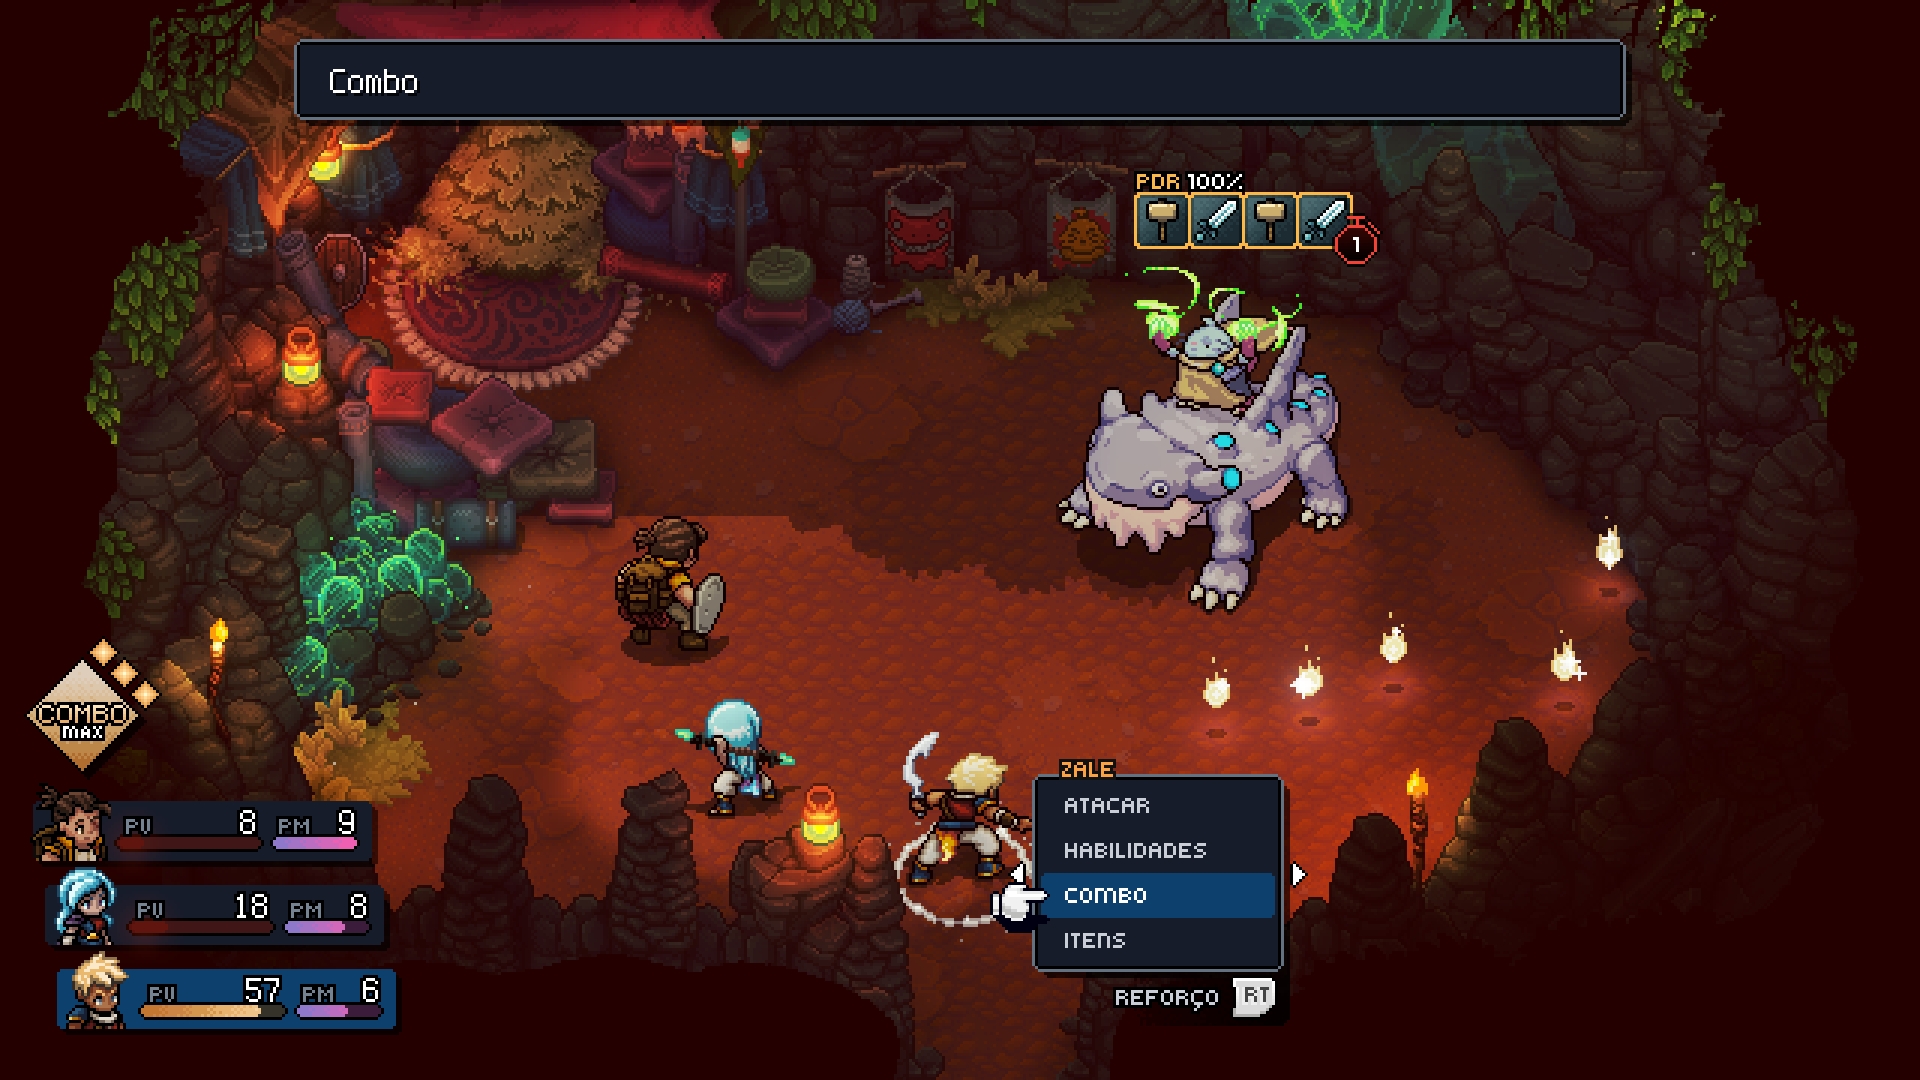 Combo
PDR 100%
1
COMBO
MAX
PV 8 PM 9
PV 18 PM 8
PV 57 PM 6
ZALE
ATACAR
HABILIDADES
COMBO
ITENS
REFORÇO RT